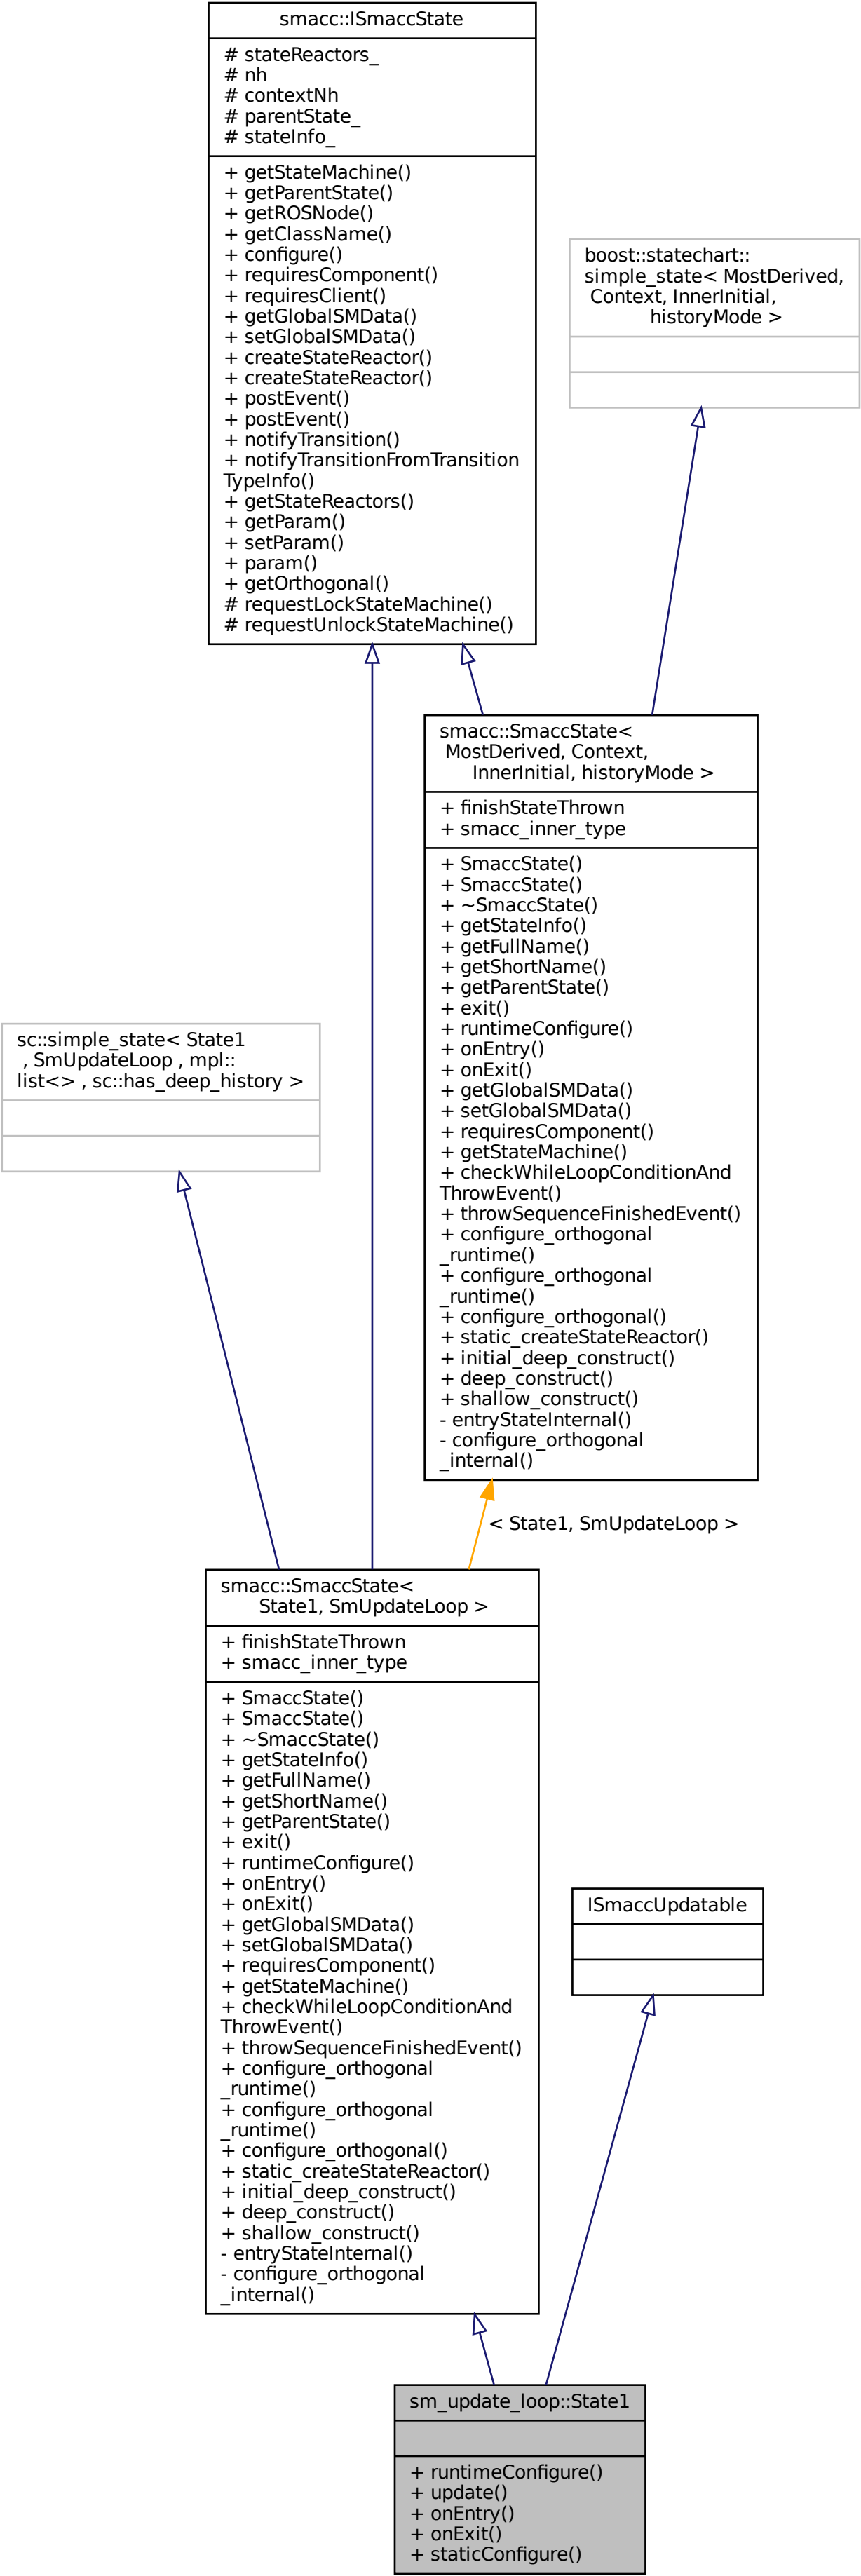 smacc::ISmaccState
# stateReactors_
# nh
# contextNh
# parentState_
# stateInfo_
+ getStateMachine()
+ getParentState()
+ getROSNode()
+ getClassName()
+ configure()
+ requiresComponent()
+ requiresClient()
+ getGlobalSMData()
+ setGlobalSMData()
+ createStateReactor()
+ createStateReactor()
+ postEvent()
+ postEvent()
+ notifyTransition()
+ notifyTransitionFromTransition
TypeInfo()
+ getStateReactors()
+ getParam()
+ setParam()
+ param()
+ getOrthogonal()
# requestLockStateMachine()
# requestUnlockStateMachine()
boost::statechart::
simple_state< MostDerived,
Context, InnerInitial,
historyMode >
smacc::SmaccState<
MostDerived, Context,
InnerInitial, historyMode >
+ finishStateThrown
+ smacc_inner_type
+ SmaccState()
+ SmaccState()
+ ~SmaccState()
+ getStateInfo()
+ getFullName()
+ getShortName()
+ getParentState()
+ exit()
+ runtimeConfigure()
+ onEntry()
+ onExit()
+ getGlobalSMData()
+ setGlobalSMData()
+ requiresComponent()
+ getStateMachine()
+ checkWhileLoopConditionAnd
ThrowEvent()
+ throwSequenceFinishedEvent()
+ configure_orthogonal
_runtime()
+ configure_orthogonal
_runtime()
+ configure_orthogonal()
+ static_createStateReactor()
+ initial_deep_construct()
+ deep_construct()
+ shallow_construct()
- entryStateInternal()
- configure_orthogonal
_internal()
sc::simple_state< State1
, SmUpdateLoop , mpl::
list<> , sc::has_deep_history >
< State1, SmUpdateLoop >
smacc::SmaccState<
State1, SmUpdateLoop >
+ finishStateThrown
+ smacc_inner_type
+ SmaccState()
+ SmaccState()
+ ~SmaccState()
+ getStateInfo()
+ getFullName()
+ getShortName()
+ getParentState()
+ exit()
+ runtimeConfigure()
+ onEntry()
+ onExit()
+ getGlobalSMData()
+ setGlobalSMData()
+ requiresComponent()
+ getStateMachine()
+ checkWhileLoopConditionAnd
ThrowEvent()
+ throwSequenceFinishedEvent()
+ configure_orthogonal
_runtime()
+ configure_orthogonal
_runtime()
+ configure_orthogonal()
+ static_createStateReactor()
+ initial_deep_construct()
+ deep_construct()
+ shallow_construct()
- entryStateInternal()
- configure_orthogonal
_internal()
ISmaccUpdatable
sm_update_loop::State1
+ runtimeConfigure()
+ update()
+ onEntry()
+ onExit()
+ staticConfigure()